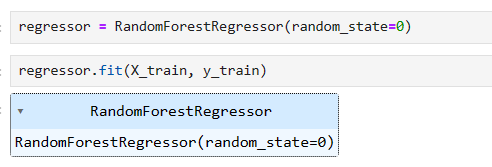 regressor = RandomForestRegressor(random_state=0)
regressor.fit(X_train, y_train)
RandomForestRegressor
RandomForestRegressor(random_state=0)